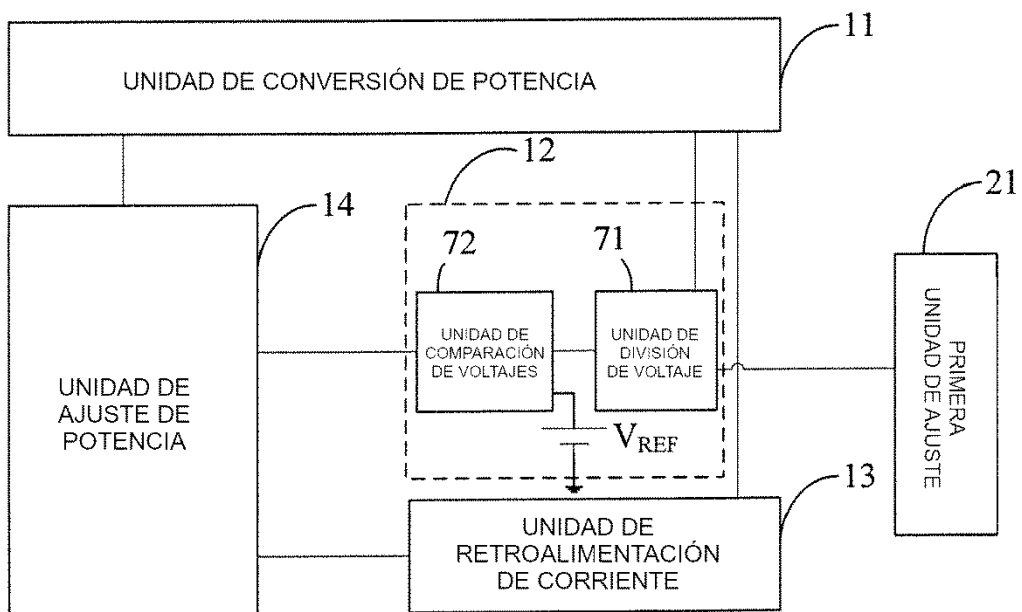 11
UNIDAD DE CONVERSIÓN DE POTENCIA
12
14
21
72
71
UNIDAD DE
COMPARACIÓN
DE VOLTAJES
UNIDAD DE
DIVISIÓN
DE VOLTAJE
PRIMERA
UNIDAD DE AJUSTE
UNIDAD DE
AJUSTE DE
POTENCIA
VREF
13
UNIDAD DE
RETROALIMENTACIÓN
DE CORRIENTE